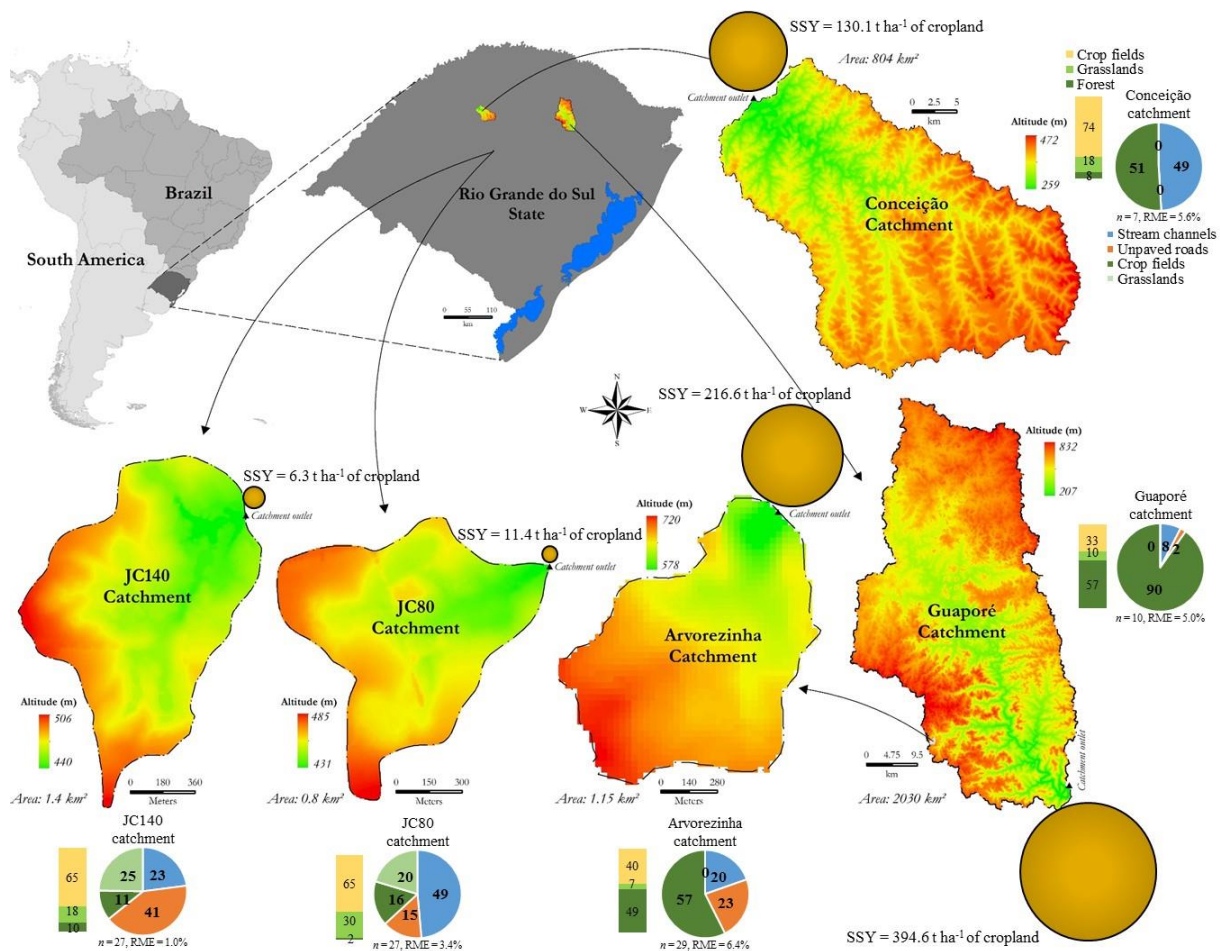 SSY = 130.1 t ha⁻¹ of cropland
Area: 804 km²
Catchment outlet
0 2.5 5
km
Altitude (m)
472
259
Conceição
Catchment
Crop fields
Grasslands
Forest
74
18
8
Conceição
catchment
0
51
49
0
n = 7, RME = 5.6%
Stream channels
Unpaved roads
Crop fields
Grasslands
South America
Brazil
Rio Grande do Sul
State
0 55 110
km
N
W
E
S
SSY = 6.3 t ha⁻¹ of cropland
Catchment outlet
JC140
Catchment
Altitude (m)
506
440
0 180 360
Meters
Area: 1.4 km²
JC140
catchment
65
18
10
25
23
11
41
n = 27, RME = 1.0%
SSY = 11.4 t ha⁻¹ of cropland
Catchment outlet
JC80
Catchment
Altitude (m)
485
431
0 150 300
Meters
Area: 0.8 km²
JC80
catchment
65
30
2
20
49
16
15
n = 27, RME = 3.4%
SSY = 216.6 t ha⁻¹ of cropland
Catchment outlet
Altitude (m)
720
578
Arvorezinha
Catchment
0 140 280
Meters
Area: 1.15 km²
Arvorezinha
catchment
40
7
49
0
20
57
23
n = 29, RME = 6.4%
Altitude (m)
832
207
Guaporé
Catchment
0 4.75 9.5
km
Area: 2030 km²
Catchment outlet
Guaporé
catchment
33
10
57
0
8
2
90
n = 10, RME = 5.0%
SSY = 394.6 t ha⁻¹ of cropland